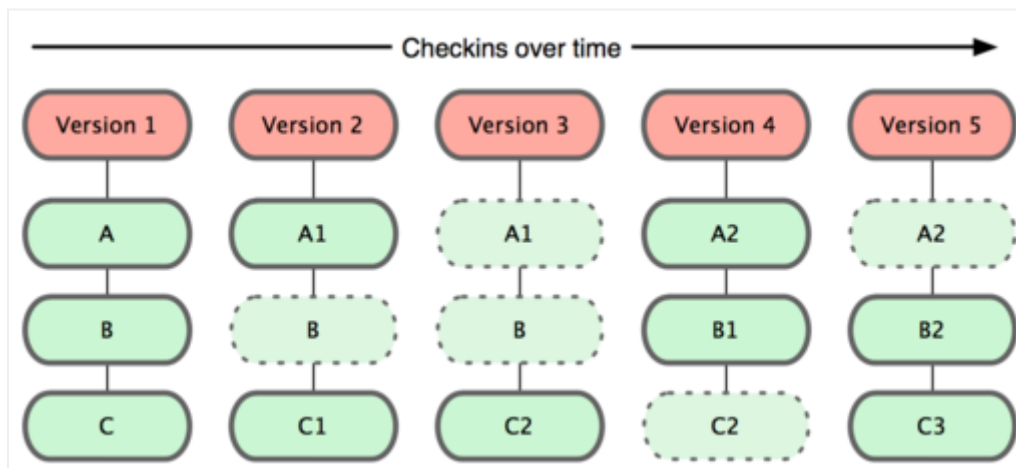 Checkins over time
Version 1 Version 2 Version 3 Version 4 Version 5
A A1 A1 A2 A2
B B B B1 B2
C C1 C2 C2 C3